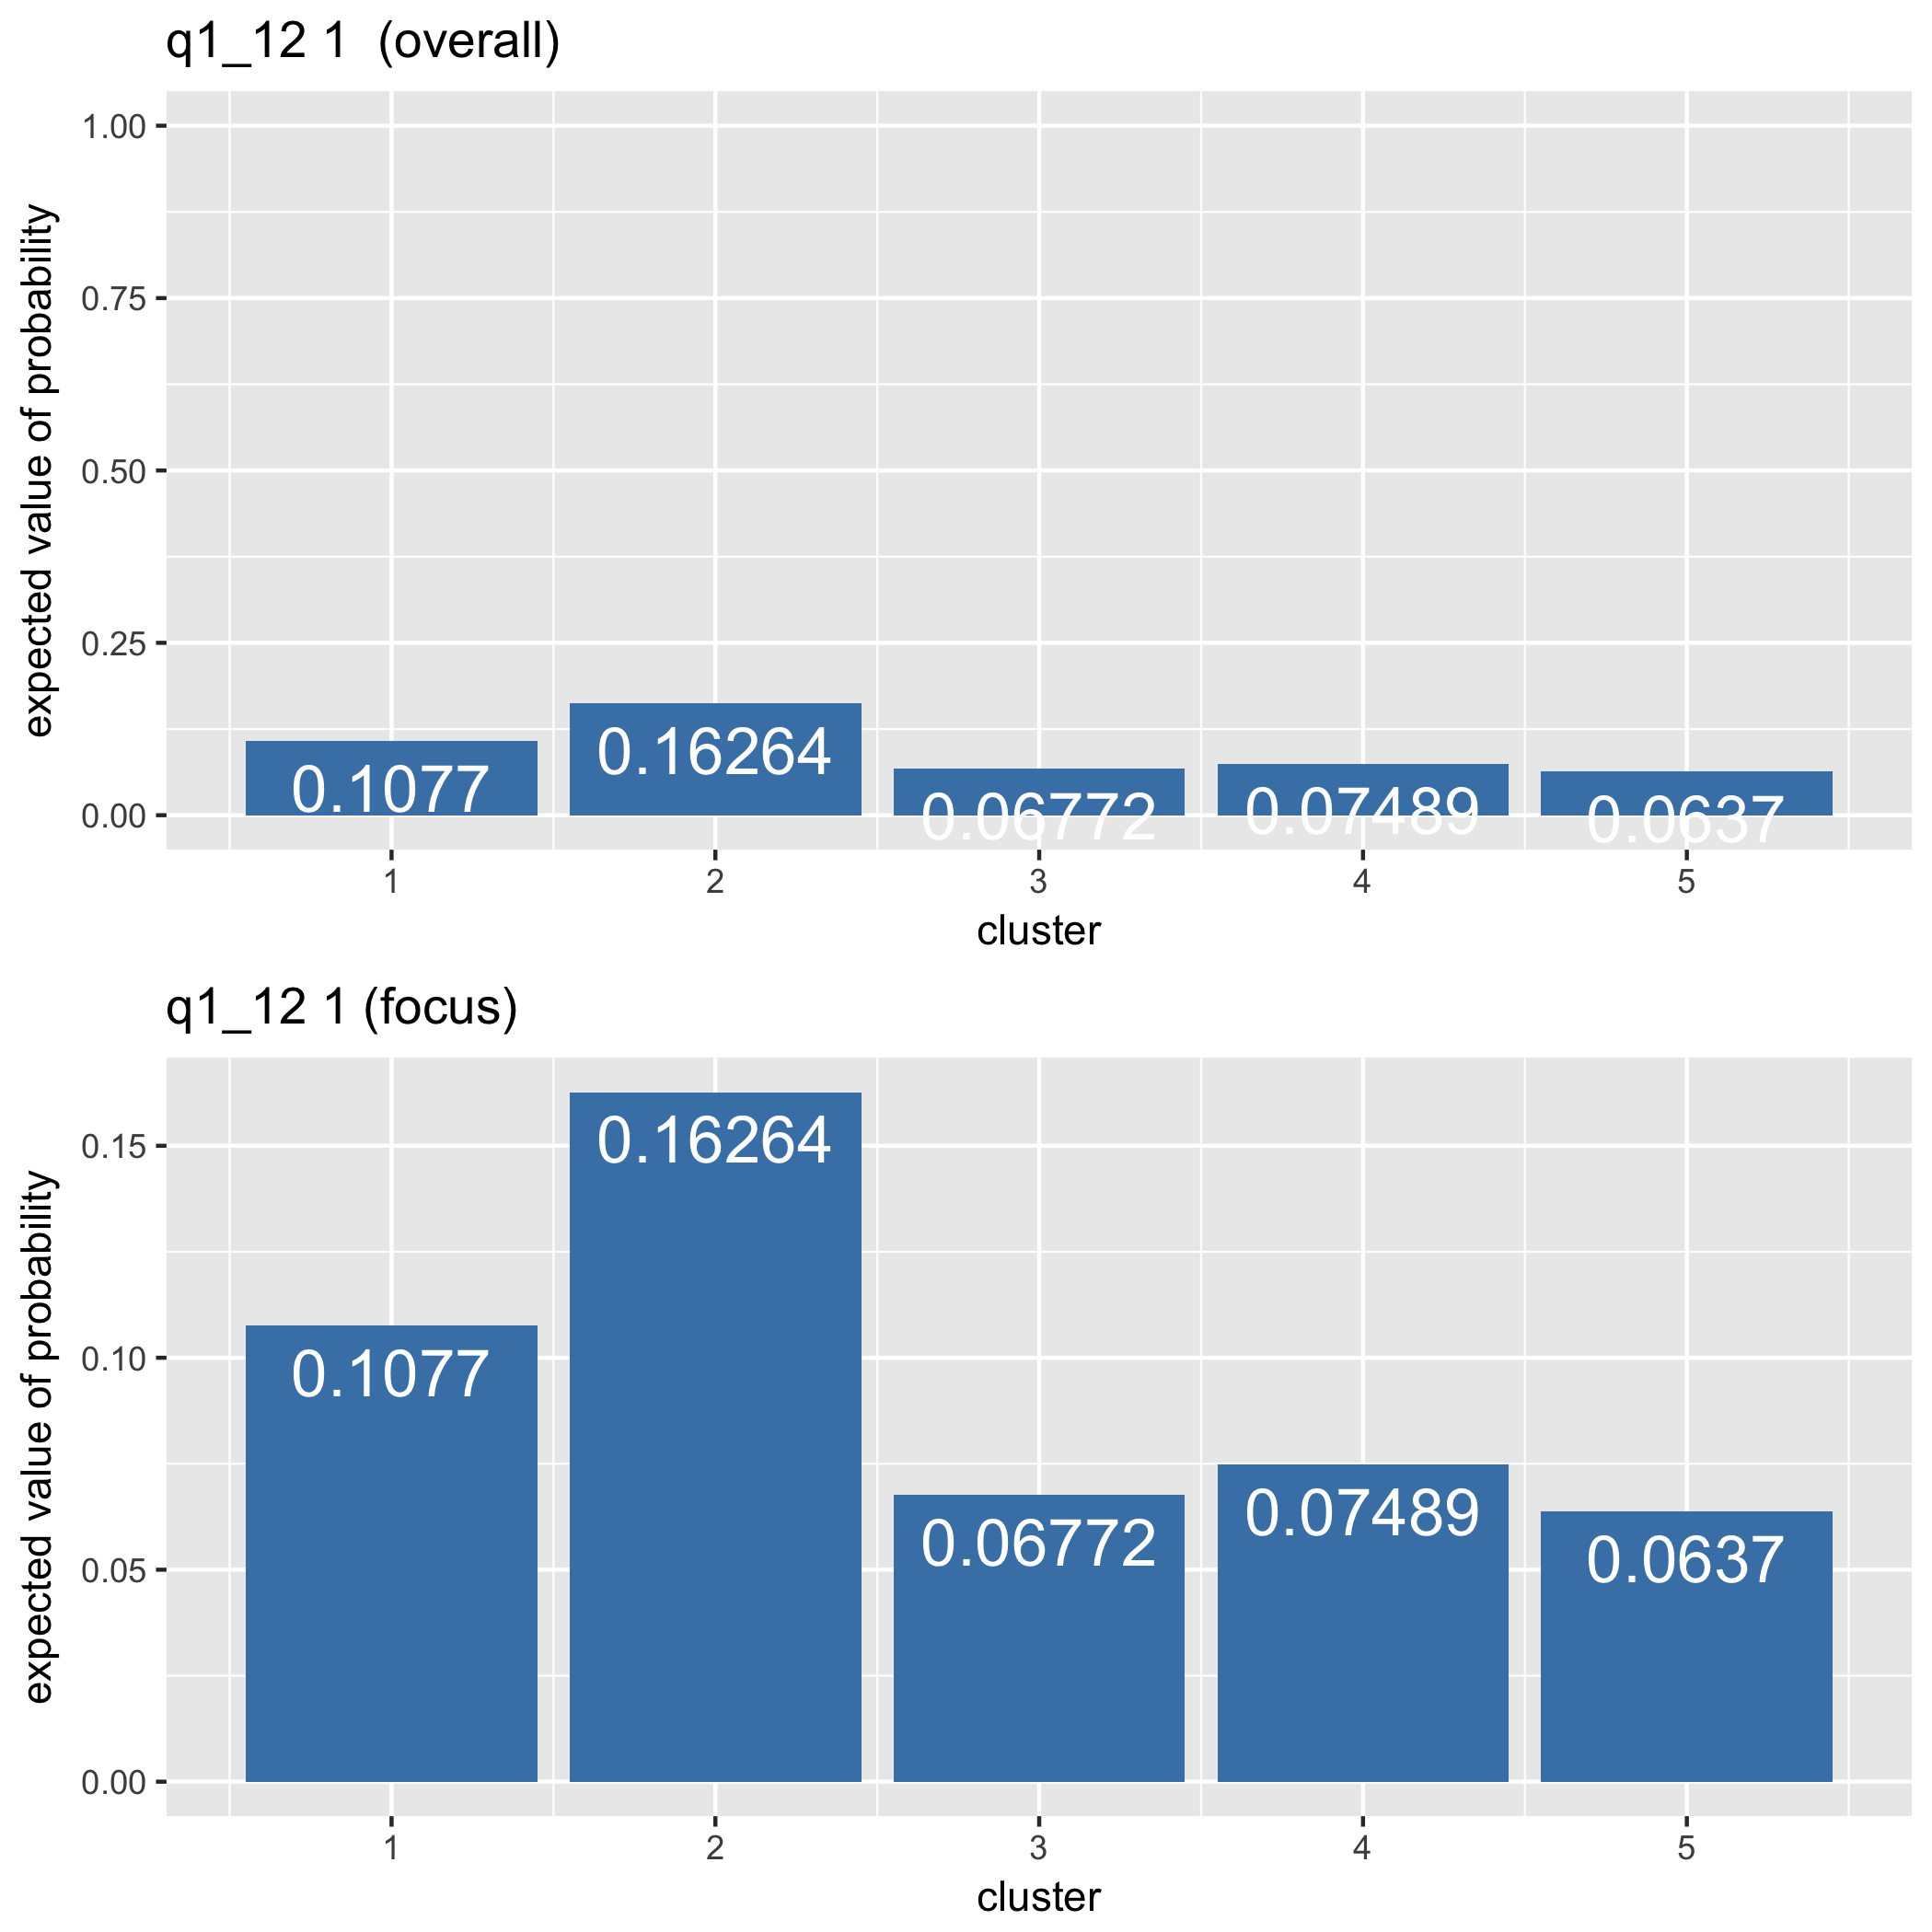 q1_12 1  (overall)
expected value of probability
1.00
0.75
0.50
0.25
0.00
0.1077
0.16264
0.06772
0.07489
0.0637
1 2 3 4 5
cluster
q1_12 1 (focus)
expected value of probability
0.15
0.10
0.05
0.00
0.1077
0.16264
0.06772
0.07489
0.0637
1 2 3 4 5
cluster